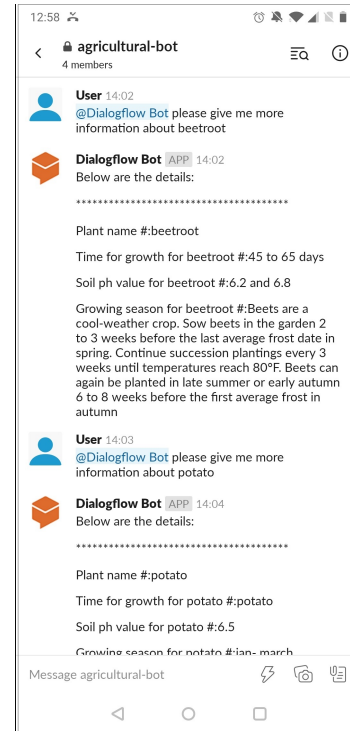 12:58
agricultural-bot
4 members
User 14:02
@Dialogflow Bot please give me more
information about beetroot
Dialogflow Bot APP 14:02
Below are the details:
***************************************
Plant name #:beetroot
Time for growth for beetroot #:45 to 65 days
Soil ph value for beetroot #:6.2 and 6.8
Growing season for beetroot #:Beets are a
cool-weather crop. Sow beets in the garden 2
to 3 weeks before the last average frost date in
spring. Continue succession plantings every 3
weeks until temperatures reach 80°F. Beets can
again be planted in late summer or early autumn
6 to 8 weeks before the first average frost in
autumn
User 14:03
@Dialogflow Bot please give me more
information about potato
Dialogflow Bot APP 14:04
Below are the details:
***************************************
Plant name #:potato
Time for growth for potato #:potato
Soil ph value for potato #:6.5
Growing season for potato #:jan- march
Message agricultural-bot